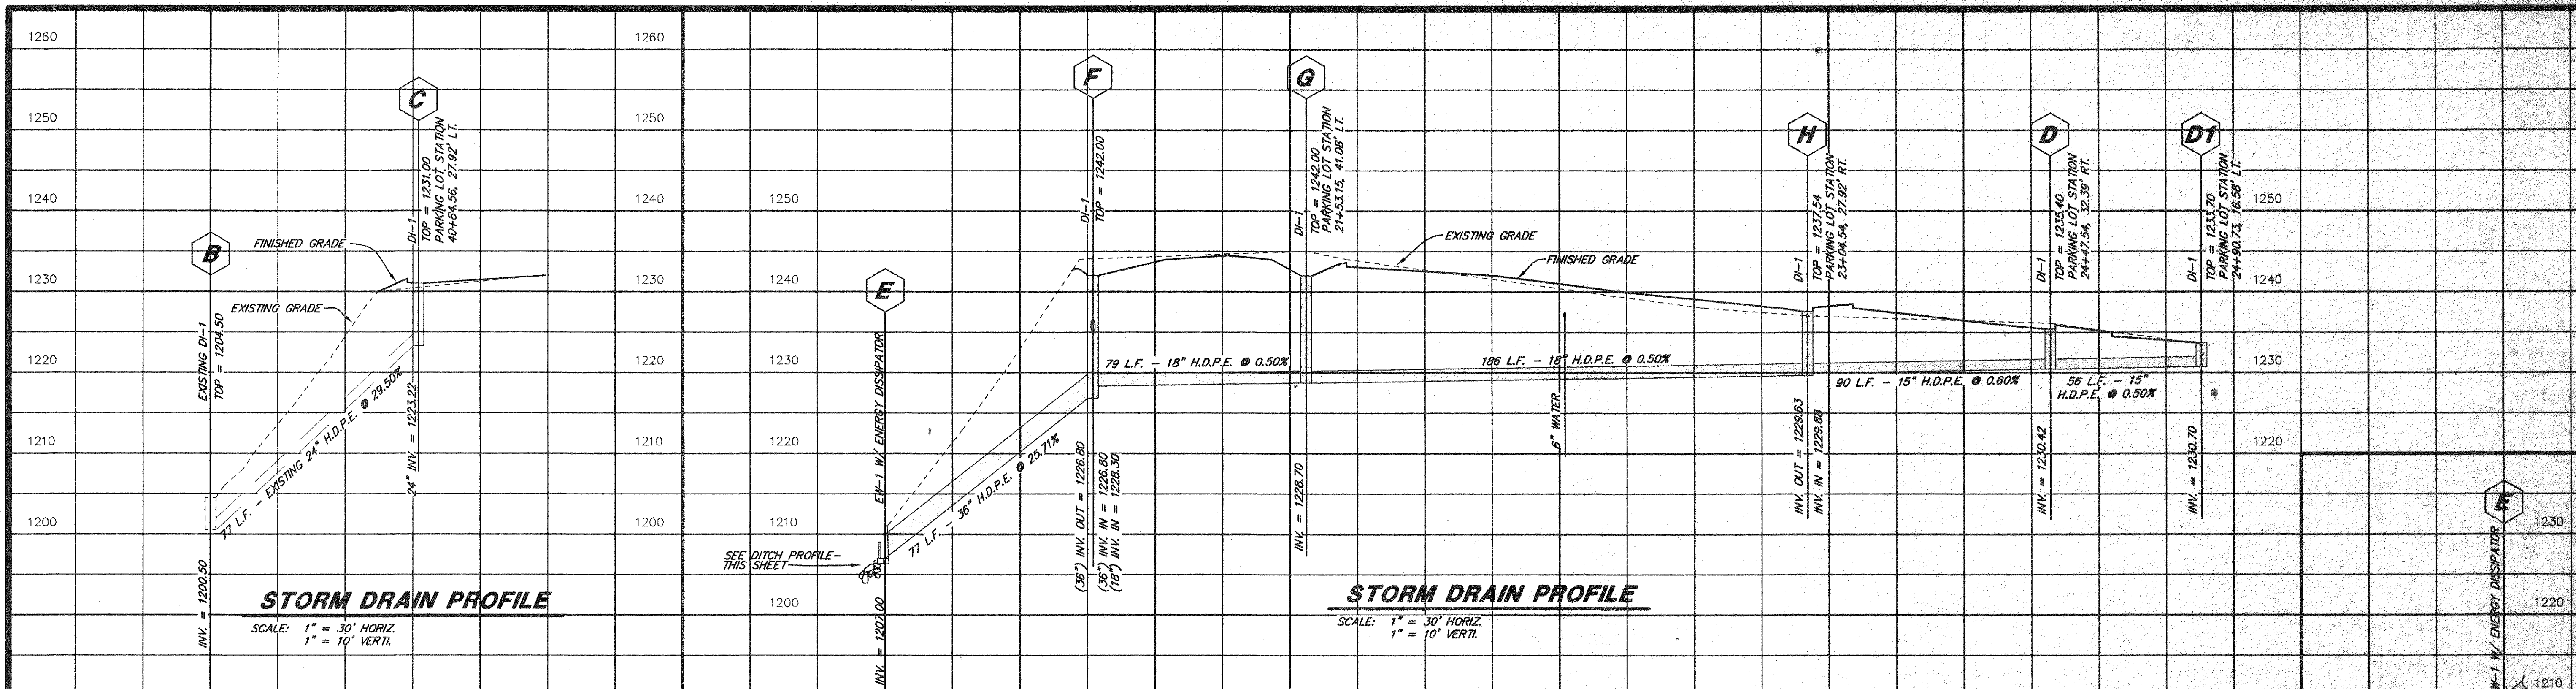 1260
1250
1240
1230
1220
1210
1200
B
EXISTING DI-1
TOP = 1204.50
INV. = 1200.50
FINISHED GRADE
EXISTING GRADE
77 L.F. - EXISTING 24" H.D.P.E. @ 29.50%
C
DI-1
TOP = 1231.00
PARKING LOT STATION
40+84.56, 27.92' LT.
24" INV. = 1223.22
STORM DRAIN PROFILE
SCALE: 1" = 30' HORIZ.
1" = 10' VERTI.
1260
1250
1240
1230
1220
1210
1200
1250
1240
1230
1220
1210
1200
E
EW-1 W/ ENERGY DISSIPATOR
INV. = 1207.00
SEE DITCH PROFILE-
THIS SHEET
77 L.F. - 36" H.D.P.E. @ 25.71%
F
DI-1
TOP = 1242.00
(36") INV. OUT = 1226.80
(36") INV. IN = 1226.80
(18") INV. IN = 1228.30
79 L.F. - 18" H.D.P.E. @ 0.50%
G
DI-1
TOP = 1242.00
PARKING LOT STATION
21+53.15, 41.08' LT.
INV. = 1228.70
EXISTING GRADE
FINISHED GRADE
186 L.F. - 18" H.D.P.E. @ 0.50%
6" WATER
STORM DRAIN PROFILE
SCALE: 1" = 30' HORIZ.
1" = 10' VERTI.
H
DI-1
TOP = 1237.54
PARKING LOT STATION
23+04.54, 27.92' RT.
INV. OUT = 1229.63
INV. IN = 1229.88
90 L.F. - 15" H.D.P.E. @ 0.60%
D
DI-1
TOP = 1235.40
PARKING LOT STATION
24+47.54, 32.39' RT.
INV. = 1230.42
56 L.F. - 15"
H.D.P.E. @ 0.50%
D1
DI-1
TOP = 1233.70
PARKING LOT STATION
24+90.73, 16.58' LT.
INV. = 1230.70
1250
1240
1230
1220
E
W-1 W/ ENERGY DISSIPATOR
1230
1220
1210